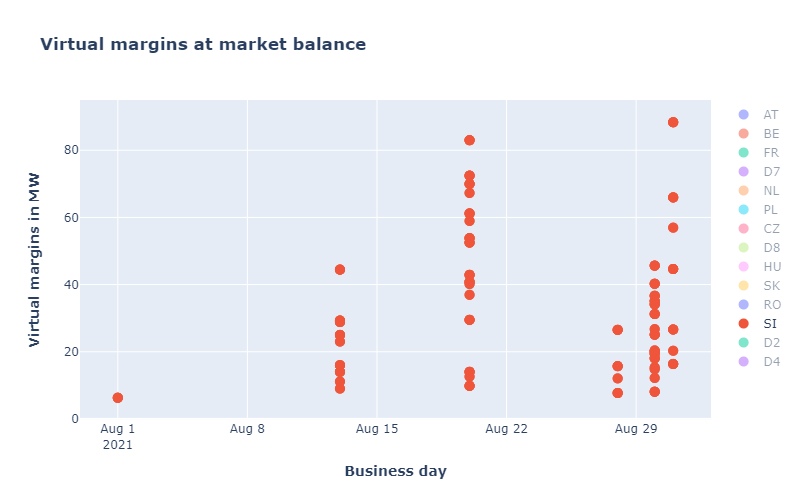 Virtual margins at market balance
Virtual margins in MW
80
60
40
20
0
Aug 1
2021
Aug 8
Aug 15
Aug 22
Aug 29
Business day
AT
BE
FR
D7
NL
PL
CZ
D8
HU
SK
RO
SI
D2
D4